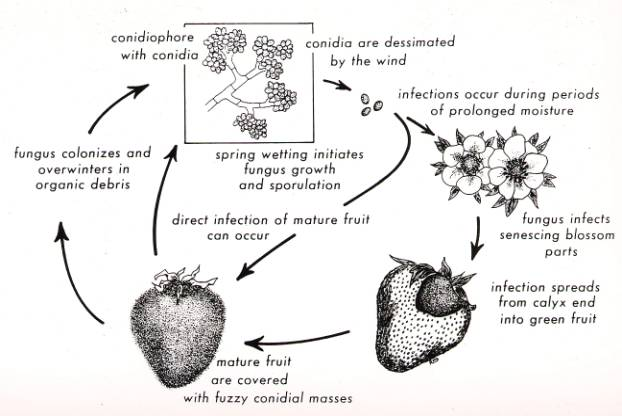 conidiophore
with conidia
conidia are dessimated
by the wind
infections occur during periods
of prolonged moisture
fungus colonizes and
overwinters in
organic debris
spring wetting initiates
fungus growth
and sporulation
direct infection of mature fruit
can occur
fungus infects
senescing blossom
parts
infection spreads
from calyx end
into green fruit
mature fruit
are covered
with fuzzy conidial masses